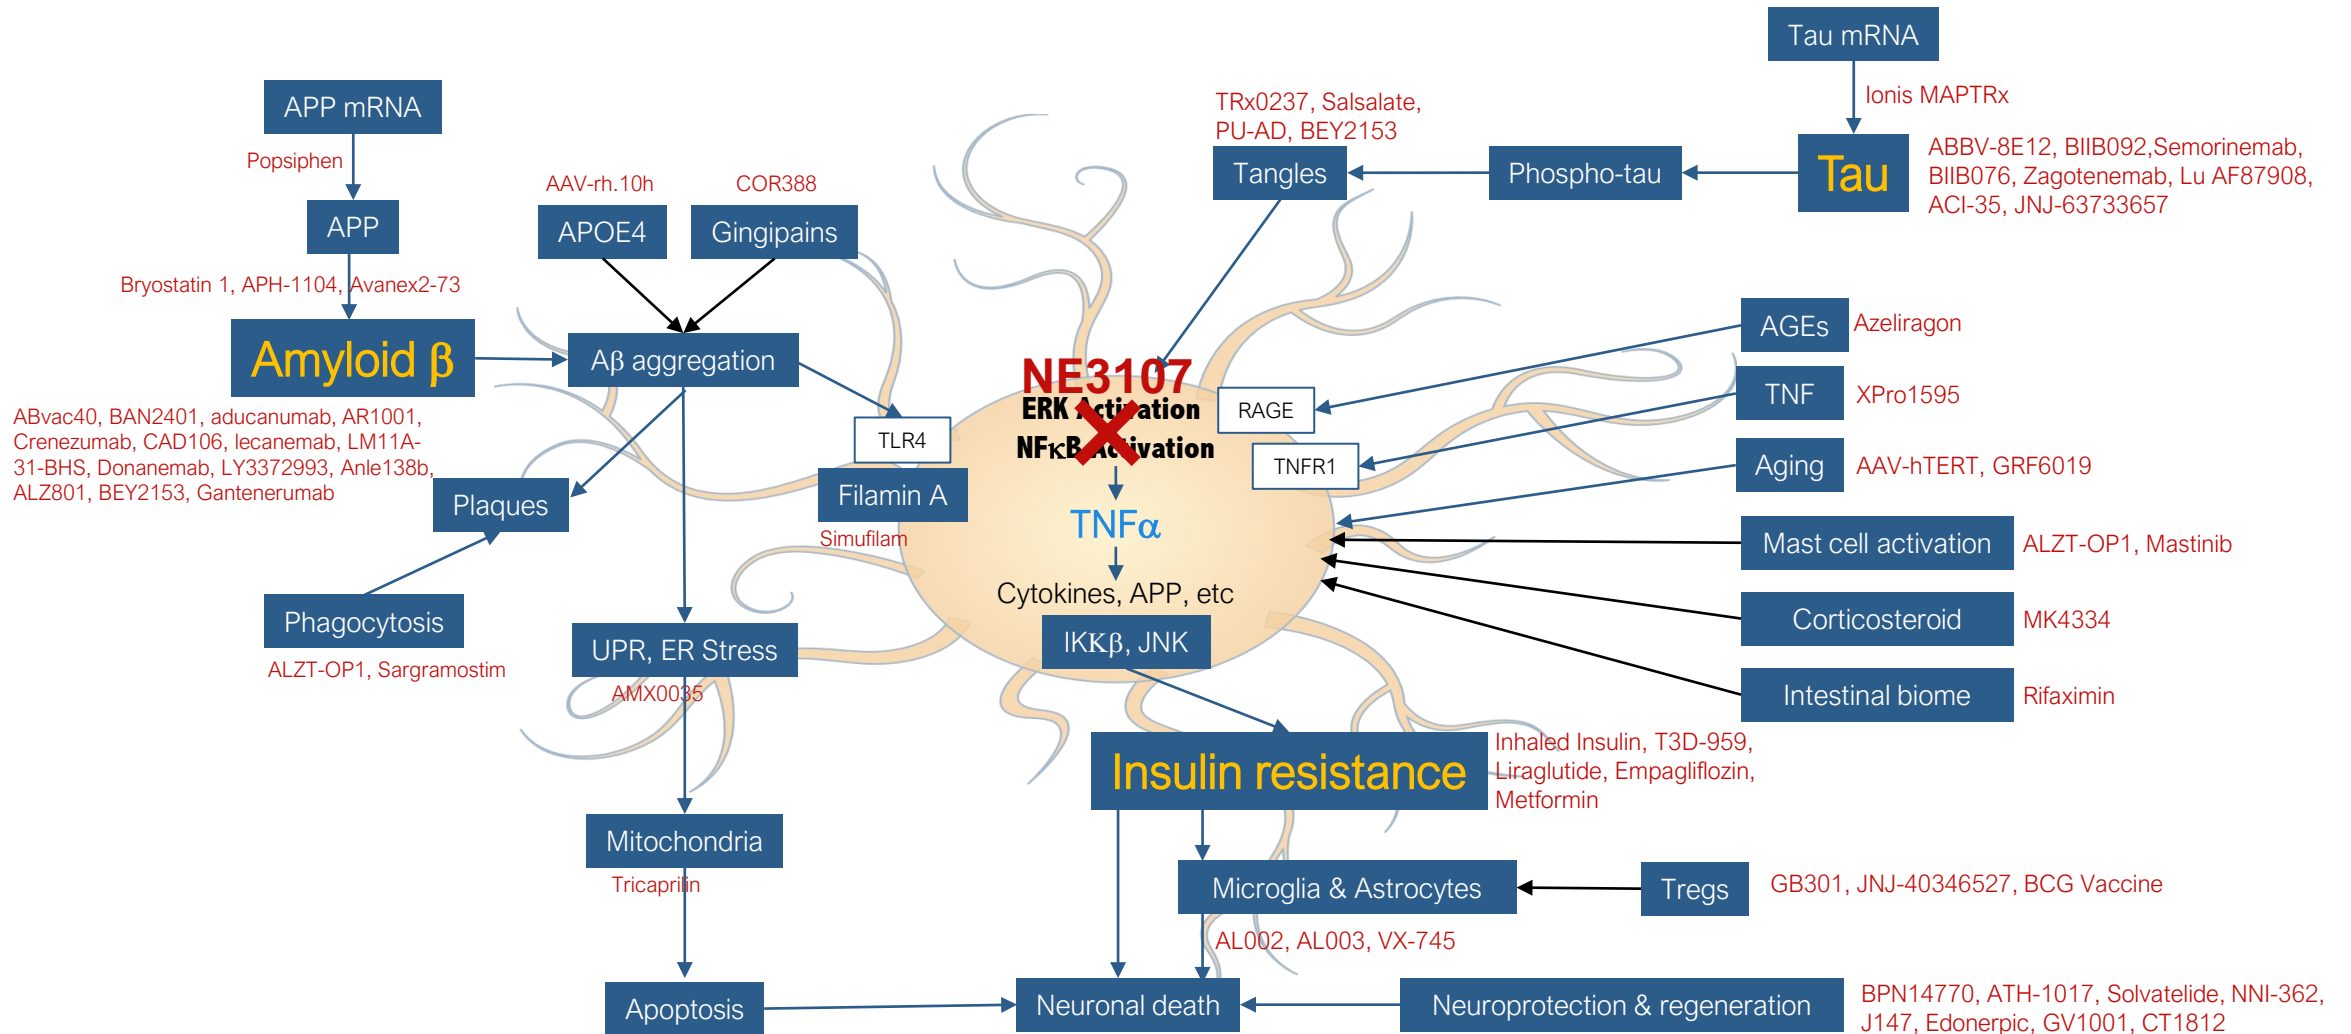 Tau mRNA
Ionis MAPTRx
APP mRNA
Popsiphen
APP
Bryostatin 1, APH-1104, Avanex2-73
Amyloid β
ABvac40, BAN2401, aducanumab, AR1001,
Crenezumab, CAD106, lecanemab, LM11A-
31-BHS, Donanemab, LY3372993, Anle138b,
ALZ801, BEY2153, Gantenerumab
AAV-rh.10h
APOE4
COR388
Gingipains
Aβ aggregation
Plaques
Phagocytosis
ALZT-OP1, Sargramostim
TLR4
Filamin A
Simufilam
UPR, ER Stress
AMX0035
Mitochondria
Tricaprilin
Apoptosis
TRx0237, Salsalate,
PU-AD, BEY2153
Tangles
Phospho-tau
Tau
ABBV-8E12, BIIB092,Semorinemab,
BIIB076, Zagotenemab, Lu AF87908,
ACI-35, JNJ-63733657
NE3107
ERK Activation
NFκB Activation
TNFα
Cytokines, APP, etc
IKKβ, JNK
RAGE
TNFR1
AGEs
Azeliragon
TNF
XPro1595
Aging
AAV-hTERT, GRF6019
Mast cell activation
ALZT-OP1, Mastinib
Corticosteroid
MK4334
Intestinal biome
Rifaximin
Insulin resistance
Inhaled Insulin, T3D-959,
Liraglutide, Empagliflozin,
Metformin
Microglia & Astrocytes
Tregs
GB301, JNJ-40346527, BCG Vaccine
AL002, AL003, VX-745
Neuronal death
Neuroprotection & regeneration
BPN14770, ATH-1017, Solvatelide, NNI-362,
J147, Edonerpic, GV1001, CT1812